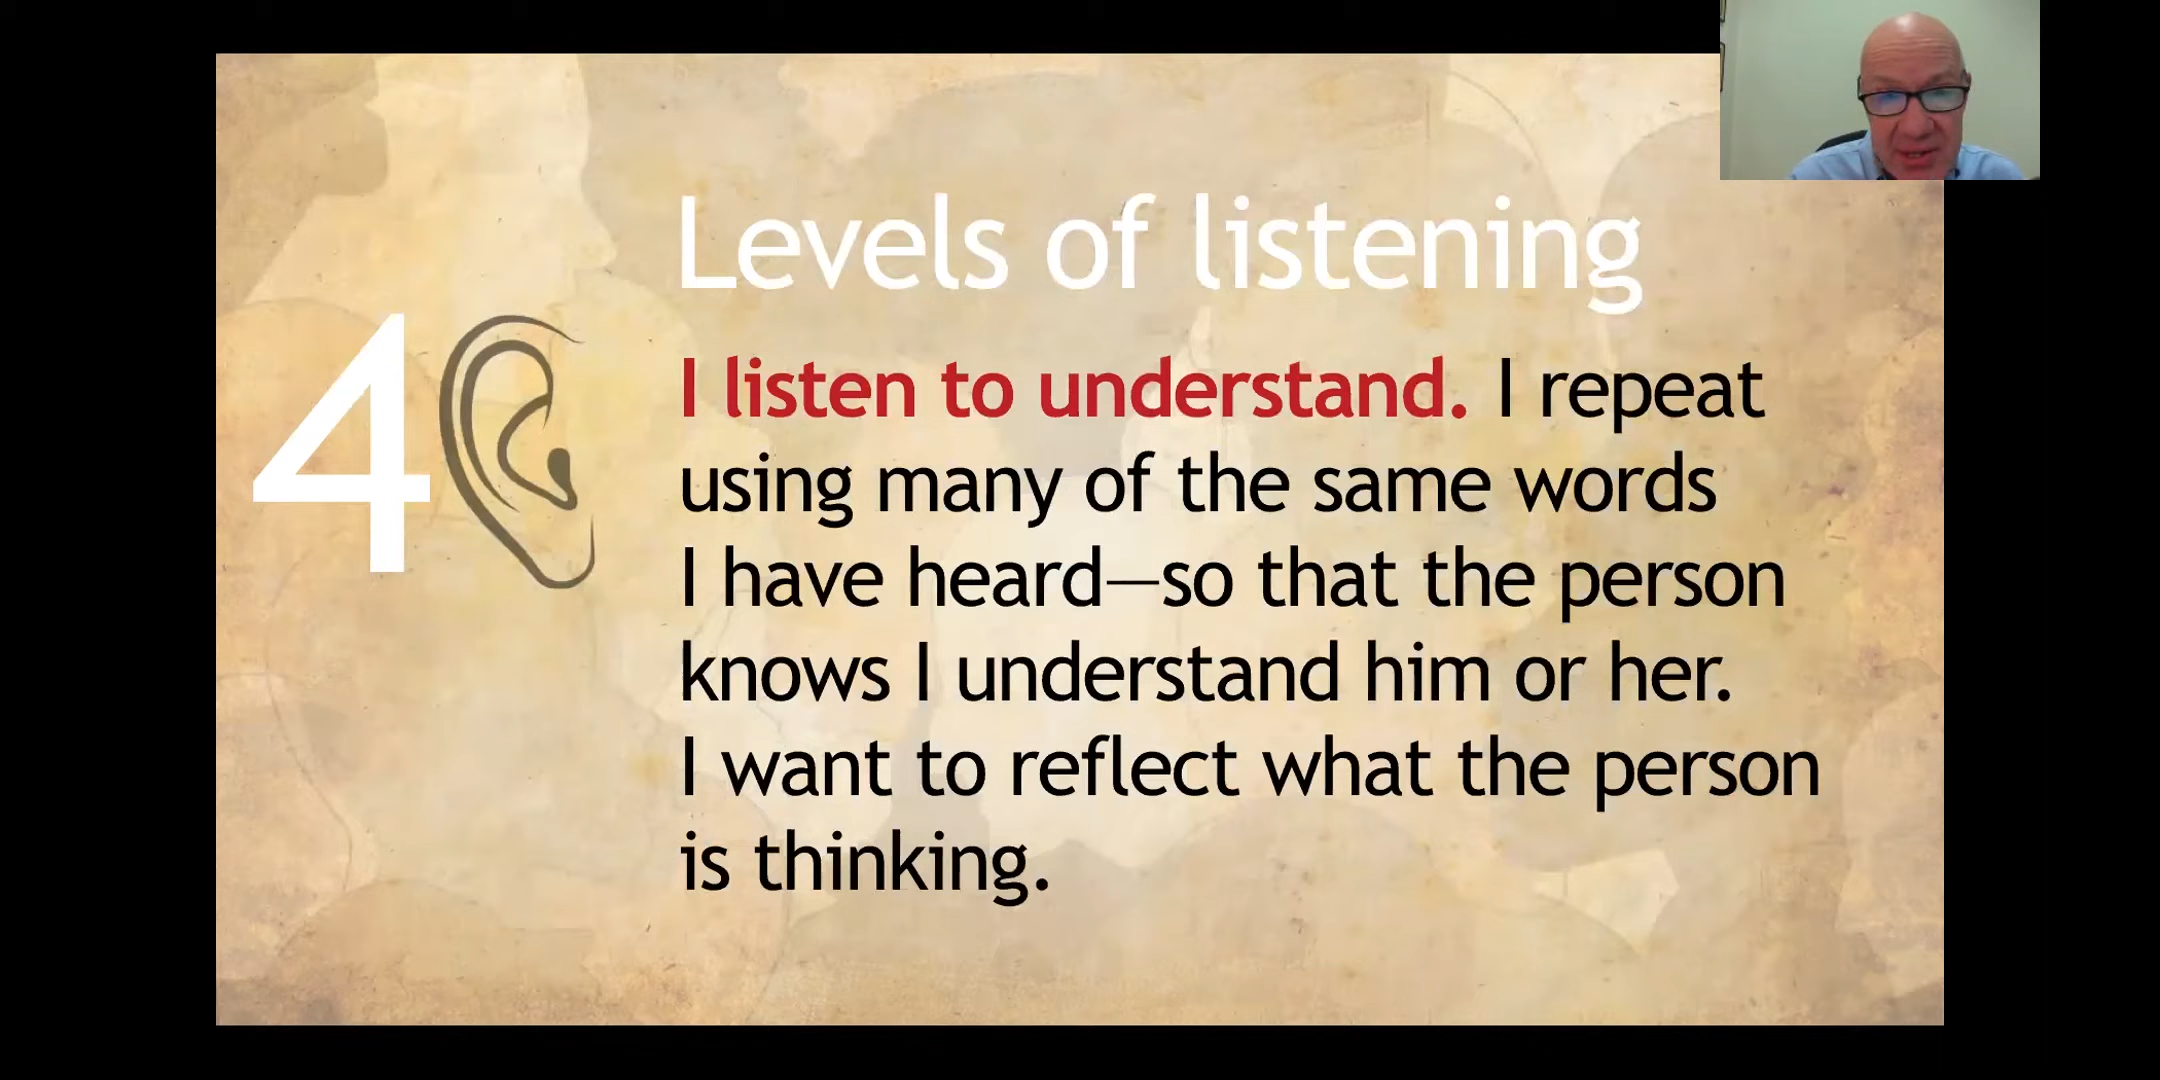 Levels of listening
4
I listen to understand. I repeat
using many of the same words
I have heard—so that the person
knows I understand him or her.
I want to reflect what the person
is thinking.